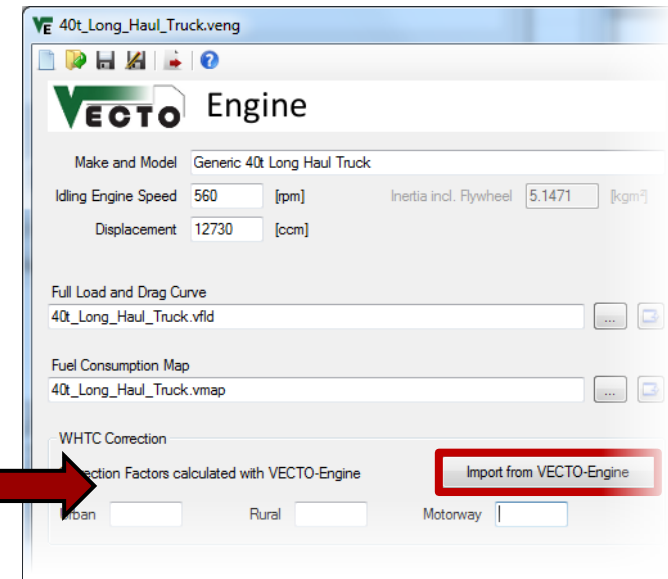 40t_Long_Haul_Truck.veng
VECTO Engine
Make and Model Generic 40t Long Haul Truck
Idling Engine Speed 560 [rpm] Inertia incl. Flywheel 5.1471 [kgm²]
Displacement 12730 [ccm]
Full Load and Drag Curve
40t_Long_Haul_Truck.vfld ...
Fuel Consumption Map
40t_Long_Haul_Truck.vmap ...
WHTC Correction
ection Factors calculated with VECTO-Engine Import from VECTO-Engine
Urban Rural Motorway